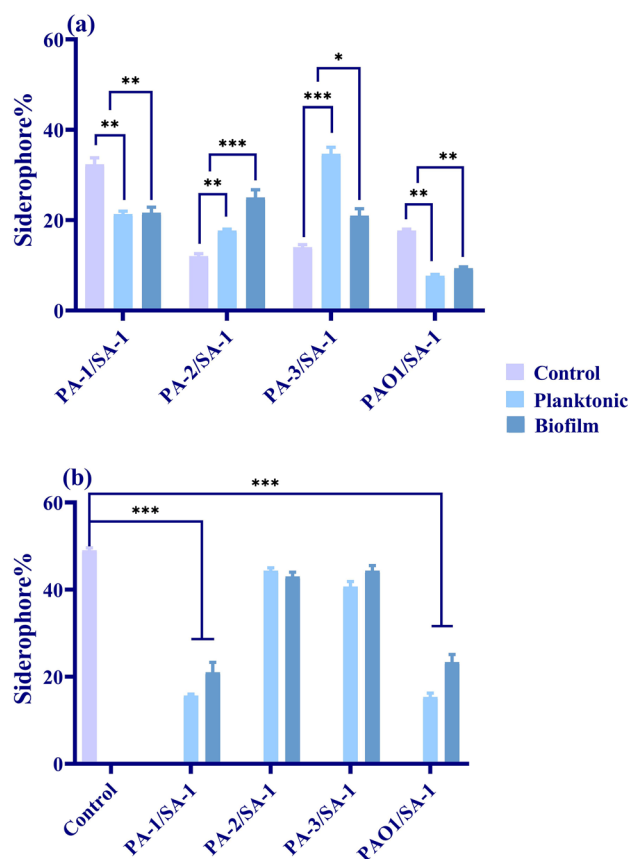 (a)
Siderophore%
60
40
20
0
**
**
**
***
***
*
**
**
PA-1/SA-1
PA-2/SA-1
PA-3/SA-1
PAO1/SA-1
Control
Planktonic
Biofilm
(b)
Siderophore%
60
40
20
0
***
***
Control
PA-1/SA-1
PA-2/SA-1
PA-3/SA-1
PAO1/SA-1